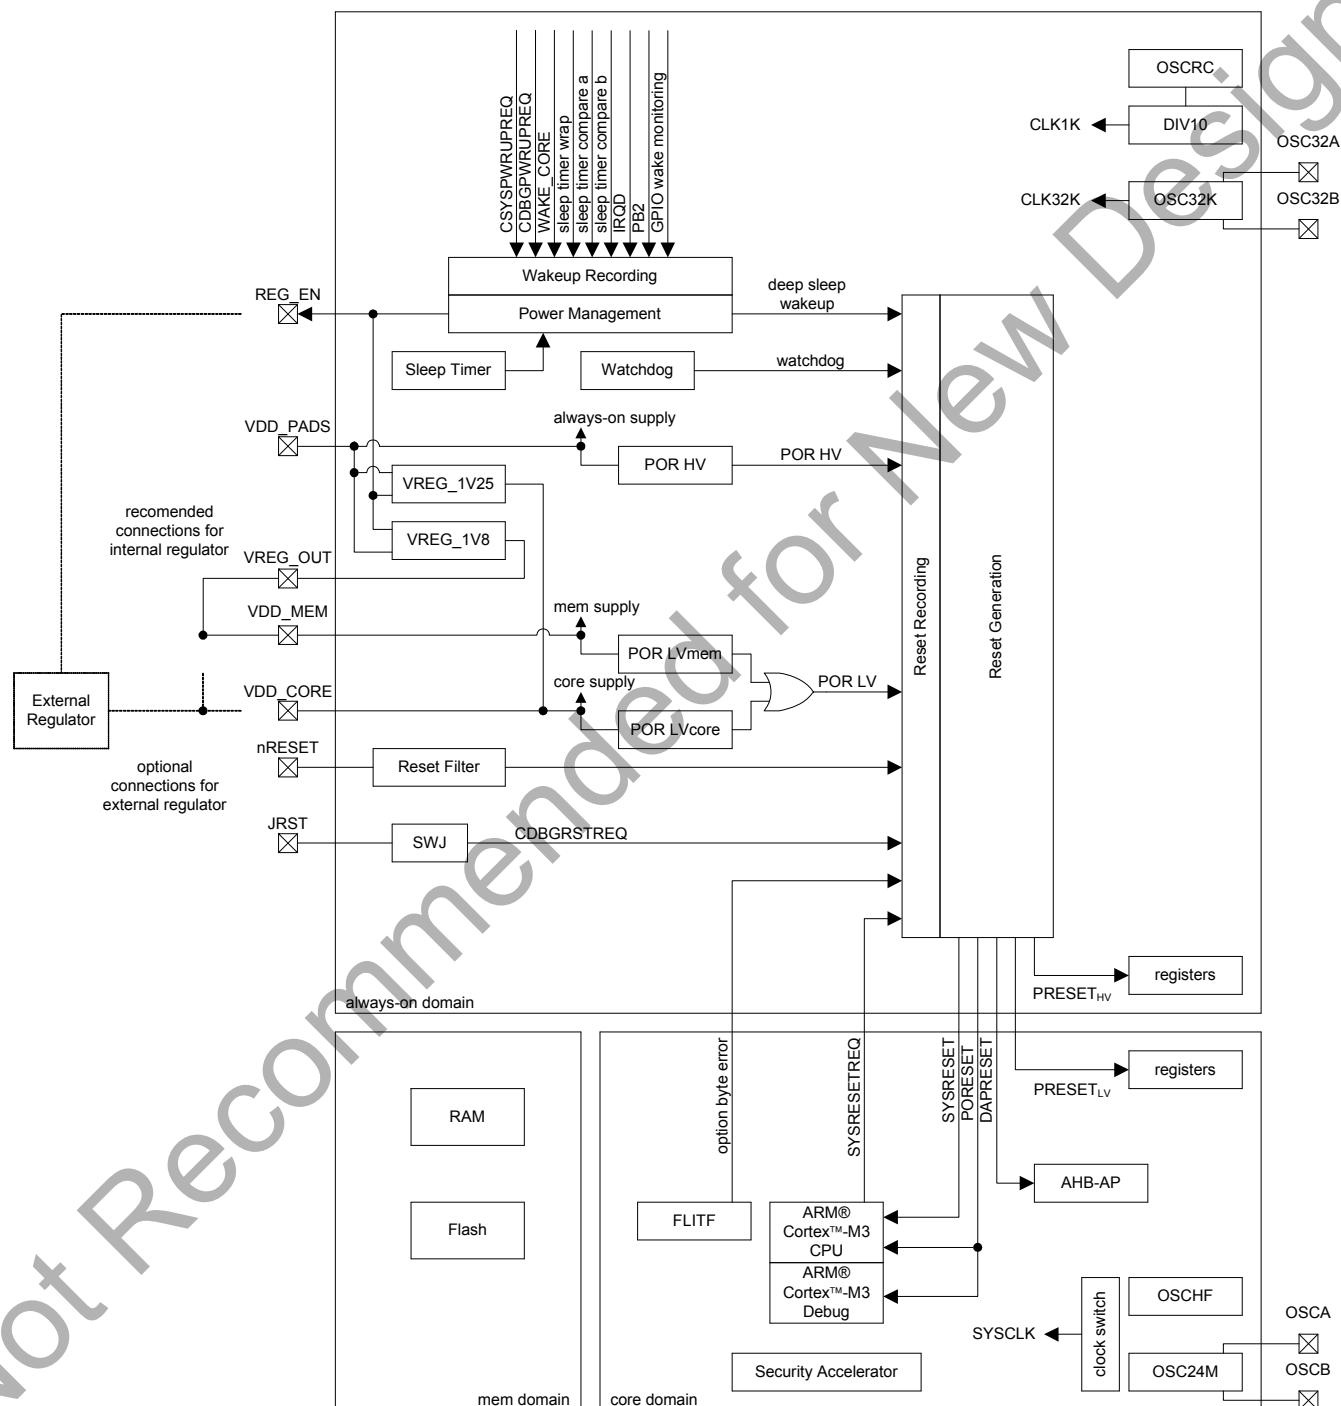 CSYSPWRUPREQ
CDBGPWRUPREQ
WAKE_CORE
sleep timer wrap
sleep timer compare a
sleep timer compare b
IRQD
PB2
GPIO wake monitoring
OSCRC
DIV10
CLK1K
OSC32A
OSC32K
CLK32K
OSC32B
Wakeup Recording
Power Management
REG_EN
deep sleep
wakeup
Sleep Timer
Watchdog
watchdog
VDD_PADS
always-on supply
POR HV
POR HV
VREG_1V25
VREG_1V8
recomended
connections for
internal regulator
VREG_OUT
VDD_MEM
mem supply
POR LVmem
Reset Recording
Reset Generation
External
Regulator
VDD_CORE
core supply
POR LVcore
POR LV
nRESET
Reset Filter
optional
connections for
external regulator
JRST
SWJ
CDBGRSTREQ
registers
PRESETHV
always-on domain
option byte error
SYSRESETREQ
SYSRESET
PORESET
DAPRESET
registers
PRESETLV
RAM
Flash
AHB-AP
FLITF
ARM®
Cortex™-M3
CPU
ARM®
Cortex™-M3
Debug
OSCHF
clock switch
SYSCLK
OSCA
OSC24M
OSCB
Security Accelerator
mem domain
core domain
Not Recommended for New Design